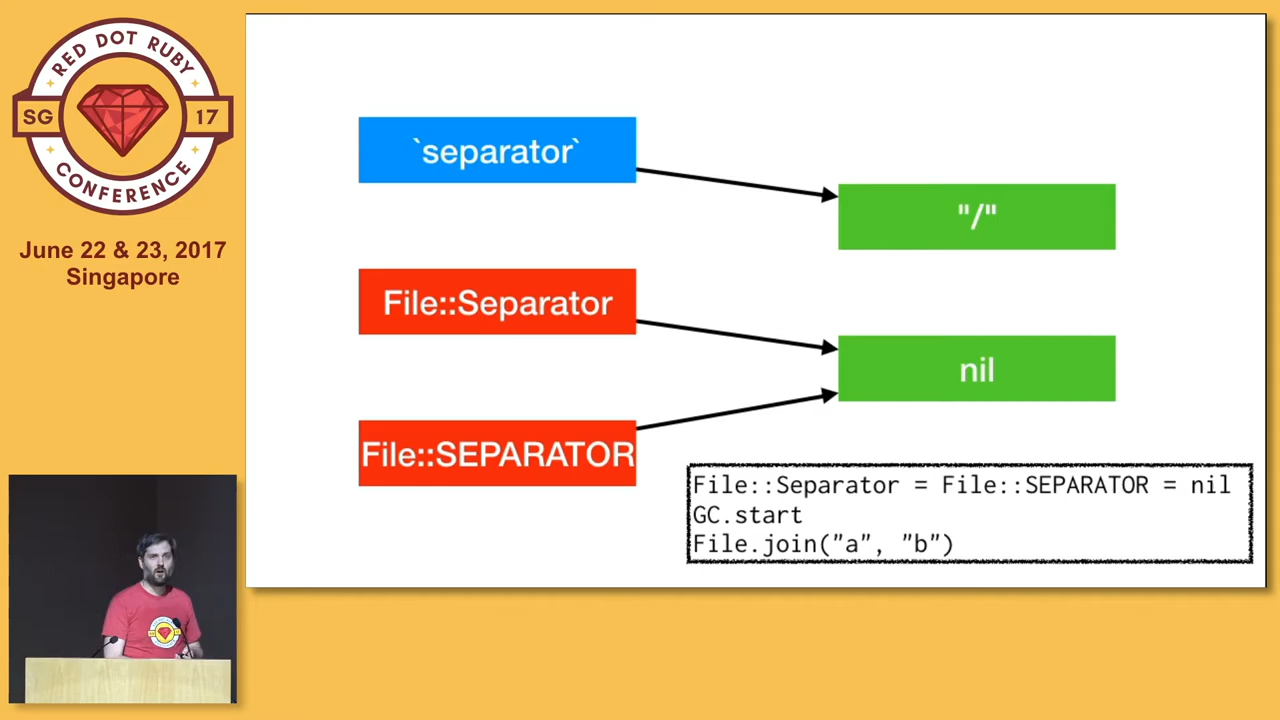 RED DOT RUBY
SG
17
CONFERENCE
June 22 & 23, 2017
Singapore
`separator`
"/"
File::Separator
nil
File::SEPARATOR
File::Separator = File::SEPARATOR = nil
GC.start
File.join("a", "b")